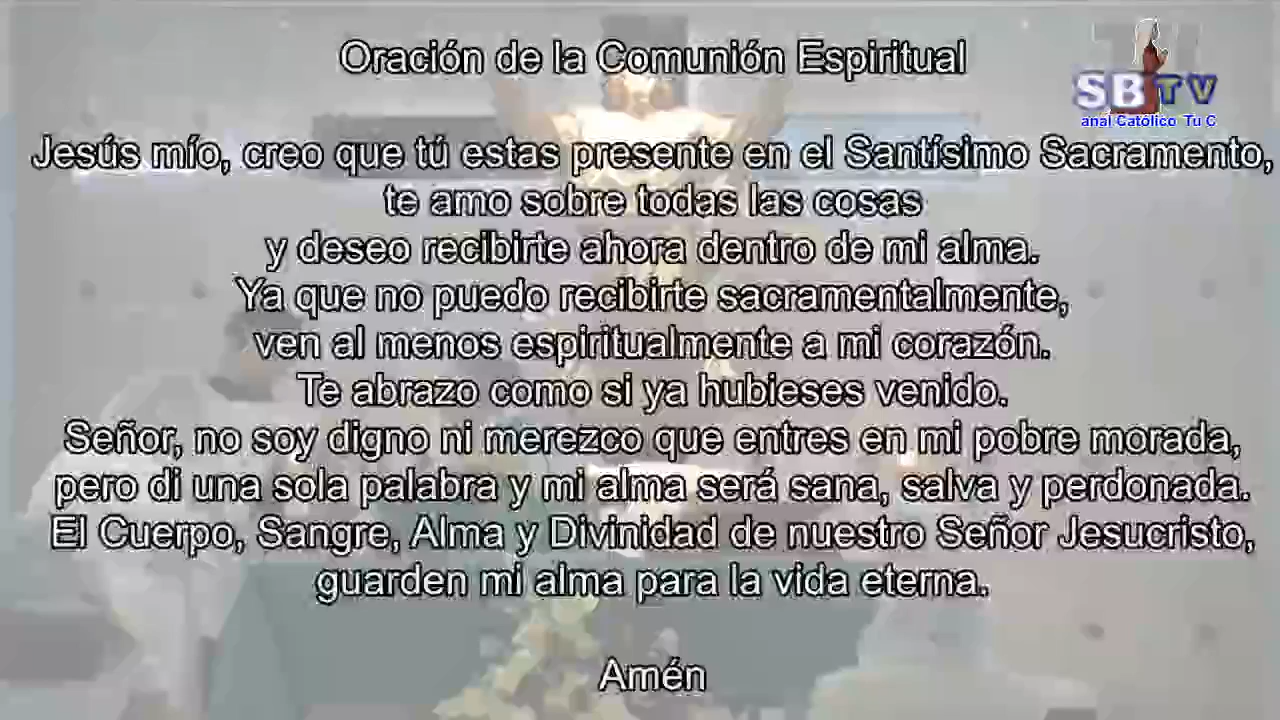 Oración de la Comunión Espiritual
SBTV
anal Católico Tu C
Jesús mío, creo que tú estas presente en el Santísimo Sacramento,
te amo sobre todas las cosas
y deseo recibirte ahora dentro de mi alma.
Ya que no puedo recibirte sacramentalmente,
ven al menos espiritualmente a mi corazón.
Te abrazo como si ya hubieses venido.
Señor, no soy digno ni merezco que entres en mi pobre morada,
pero di una sola palabra y mi alma será sana, salva y perdonada.
El Cuerpo, Sangre, Alma y Divinidad de nuestro Señor Jesucristo,
guarden mi alma para la vida eterna.
Amén